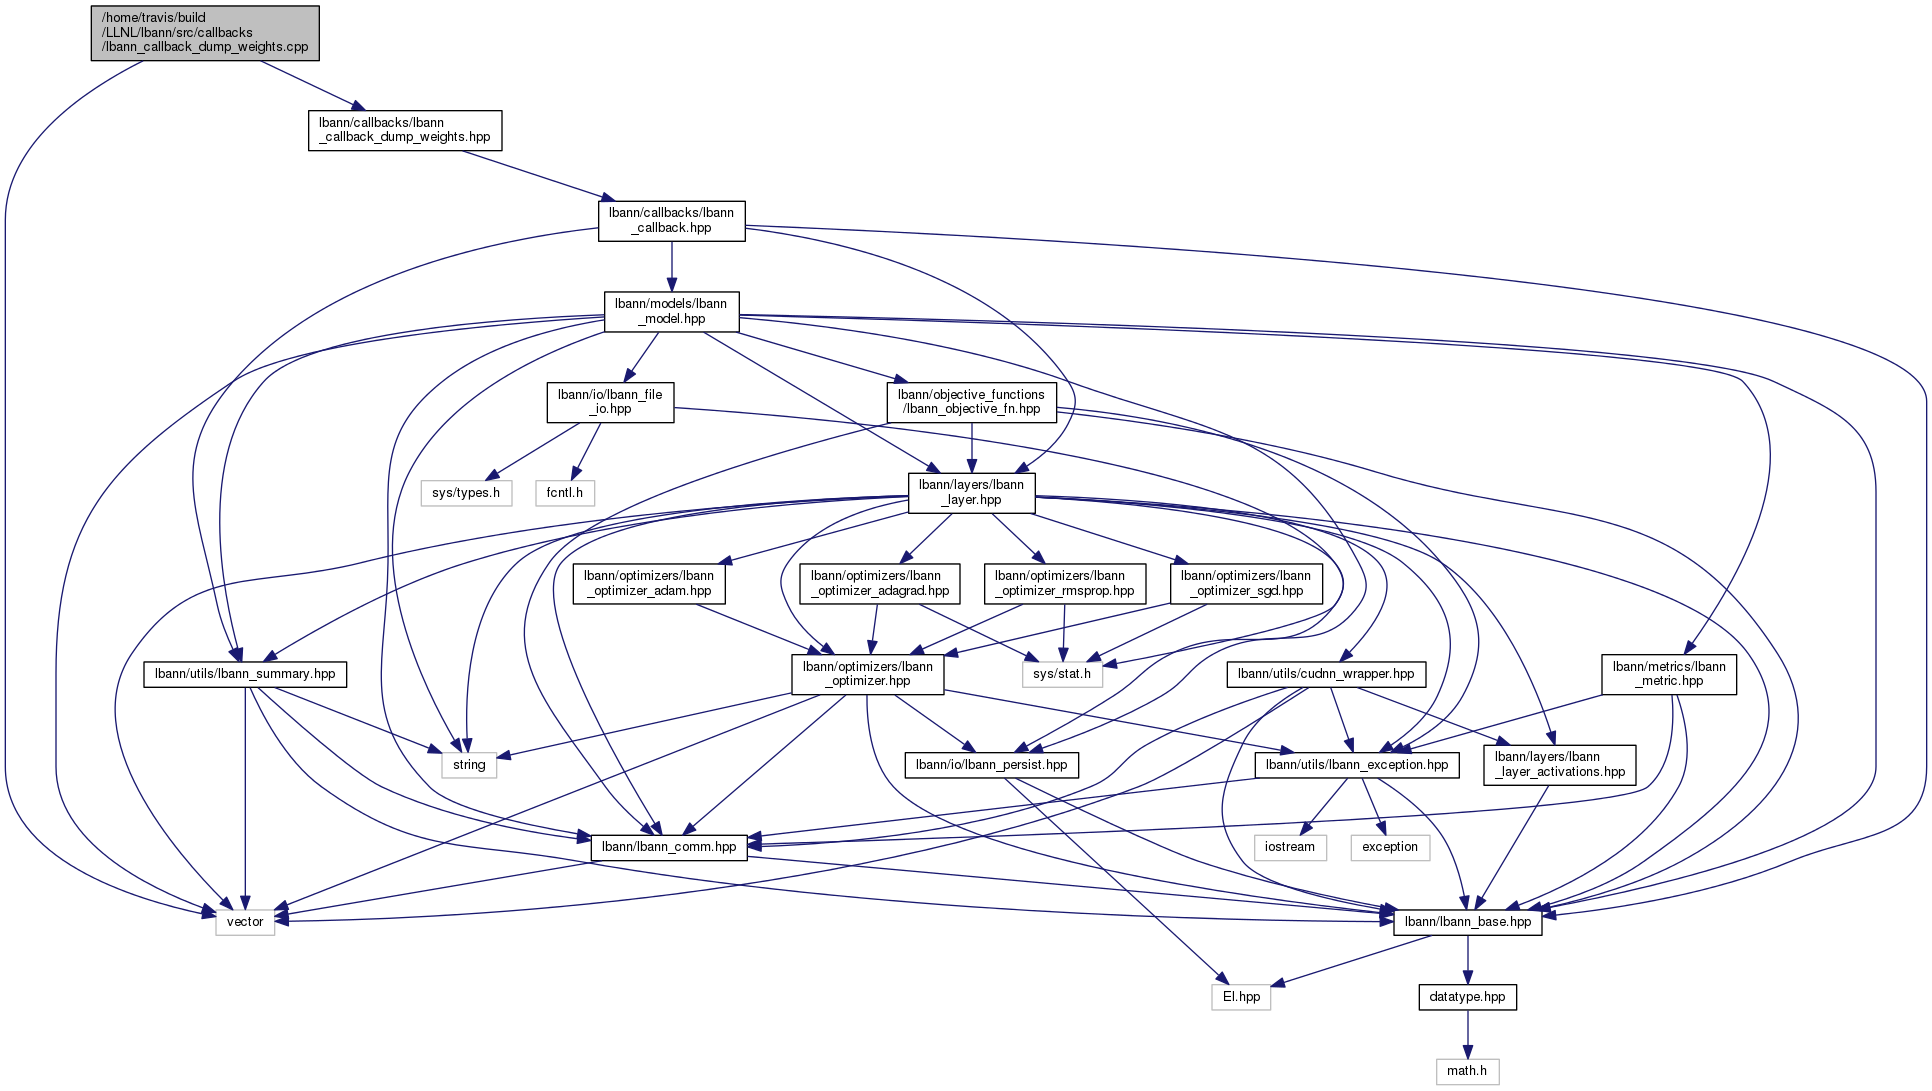 /home/travis/build
/LLNL/lbann/src/callbacks
/lbann_callback_dump_weights.cpp
lbann/callbacks/lbann
_callback_dump_weights.hpp
lbann/callbacks/lbann
_callback.hpp
lbann/models/lbann
_model.hpp
lbann/io/lbann_file
_io.hpp
lbann/objective_functions
/lbann_objective_fn.hpp
sys/types.h
fcntl.h
lbann/layers/lbann
_layer.hpp
lbann/optimizers/lbann
_optimizer_adam.hpp
lbann/optimizers/lbann
_optimizer_adagrad.hpp
lbann/optimizers/lbann
_optimizer_rmsprop.hpp
lbann/optimizers/lbann
_optimizer_sgd.hpp
lbann/utils/lbann_summary.hpp
lbann/optimizers/lbann
_optimizer.hpp
sys/stat.h
lbann/utils/cudnn_wrapper.hpp
lbann/metrics/lbann
_metric.hpp
string
lbann/io/lbann_persist.hpp
lbann/utils/lbann_exception.hpp
lbann/layers/lbann
_layer_activations.hpp
lbann/lbann_comm.hpp
iostream
exception
vector
lbann/lbann_base.hpp
El.hpp
datatype.hpp
math.h